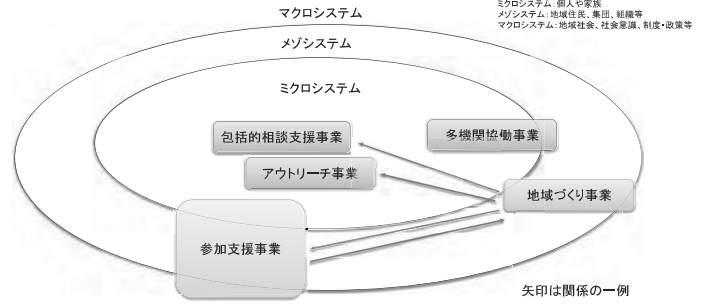 ミクロシステム：個人や家族
メゾシステム：地域住民、集団、組織等
マクロシステム：地域社会、社会意識、制度・政策等
マクロシステム
メゾシステム
ミクロシステム
包括的相談支援事業
多機関協働事業
アウトリーチ事業
地域づくり事業
参加支援事業
矢印は関係の一例